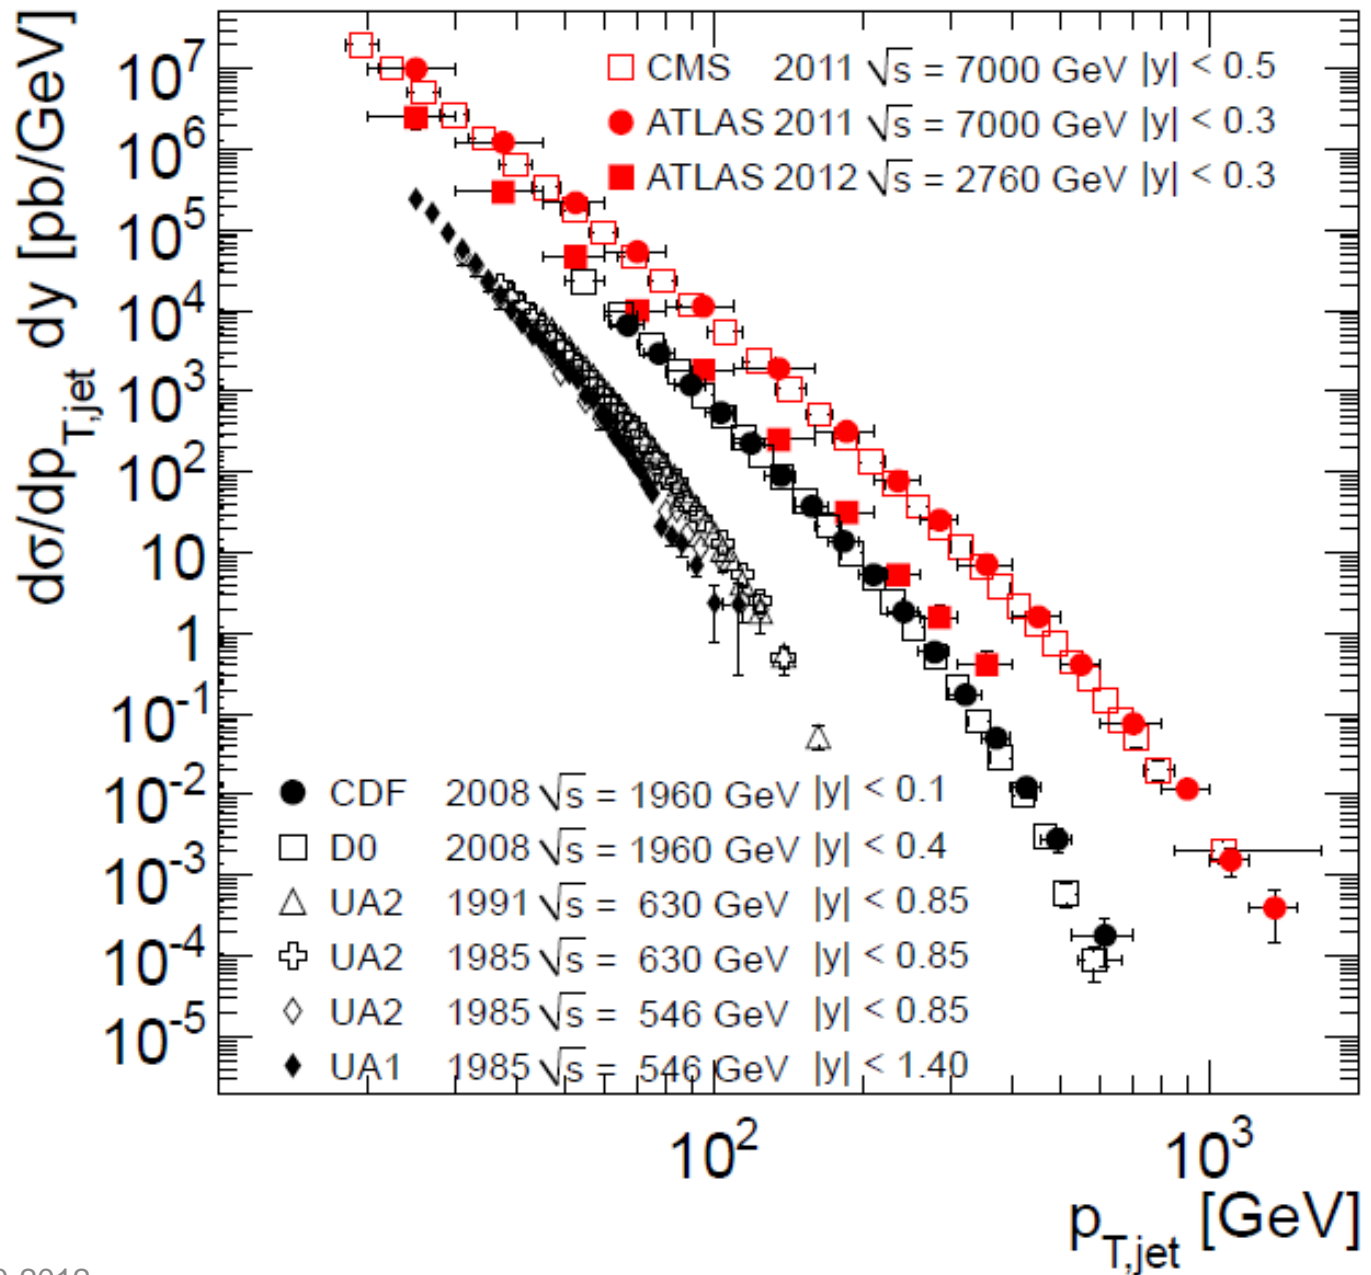 dσ/dp_{T,jet} dy [pb/GeV]
10^7
10^6
10^5
10^4
10^3
10^2
10
1
10^{-1}
10^{-2}
10^{-3}
10^{-4}
10^{-5}
CMS 2011 √s = 7000 GeV |y| < 0.5
ATLAS 2011 √s = 7000 GeV |y| < 0.3
ATLAS 2012 √s = 2760 GeV |y| < 0.3
CDF 2008 √s = 1960 GeV |y| < 0.1
D0 2008 √s = 1960 GeV |y| < 0.4
UA2 1991 √s = 630 GeV |y| < 0.85
UA2 1985 √s = 630 GeV |y| < 0.85
UA2 1985 √s = 546 GeV |y| < 0.85
UA1 1985 √s = 546 GeV |y| < 1.40
10^2
10^3
p_{T,jet} [GeV]